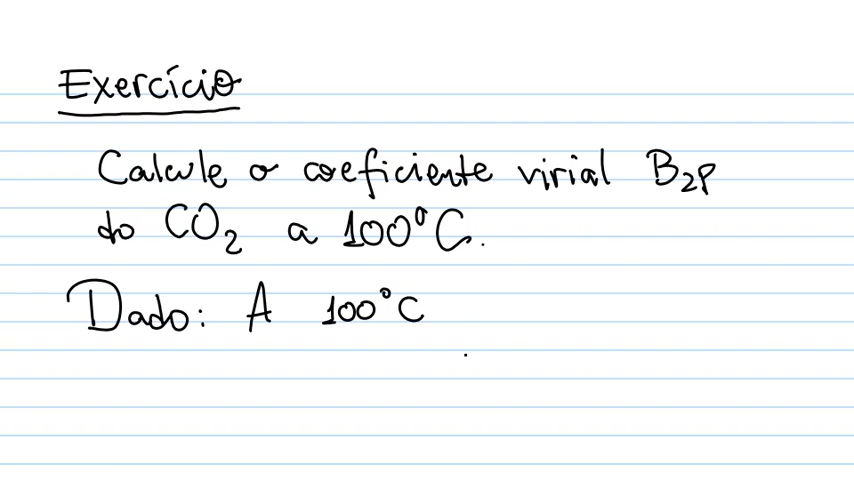 Exercício
Calcule o coeficiente virial B₂p
do CO₂ a 100°C.
Dado: A 100°C